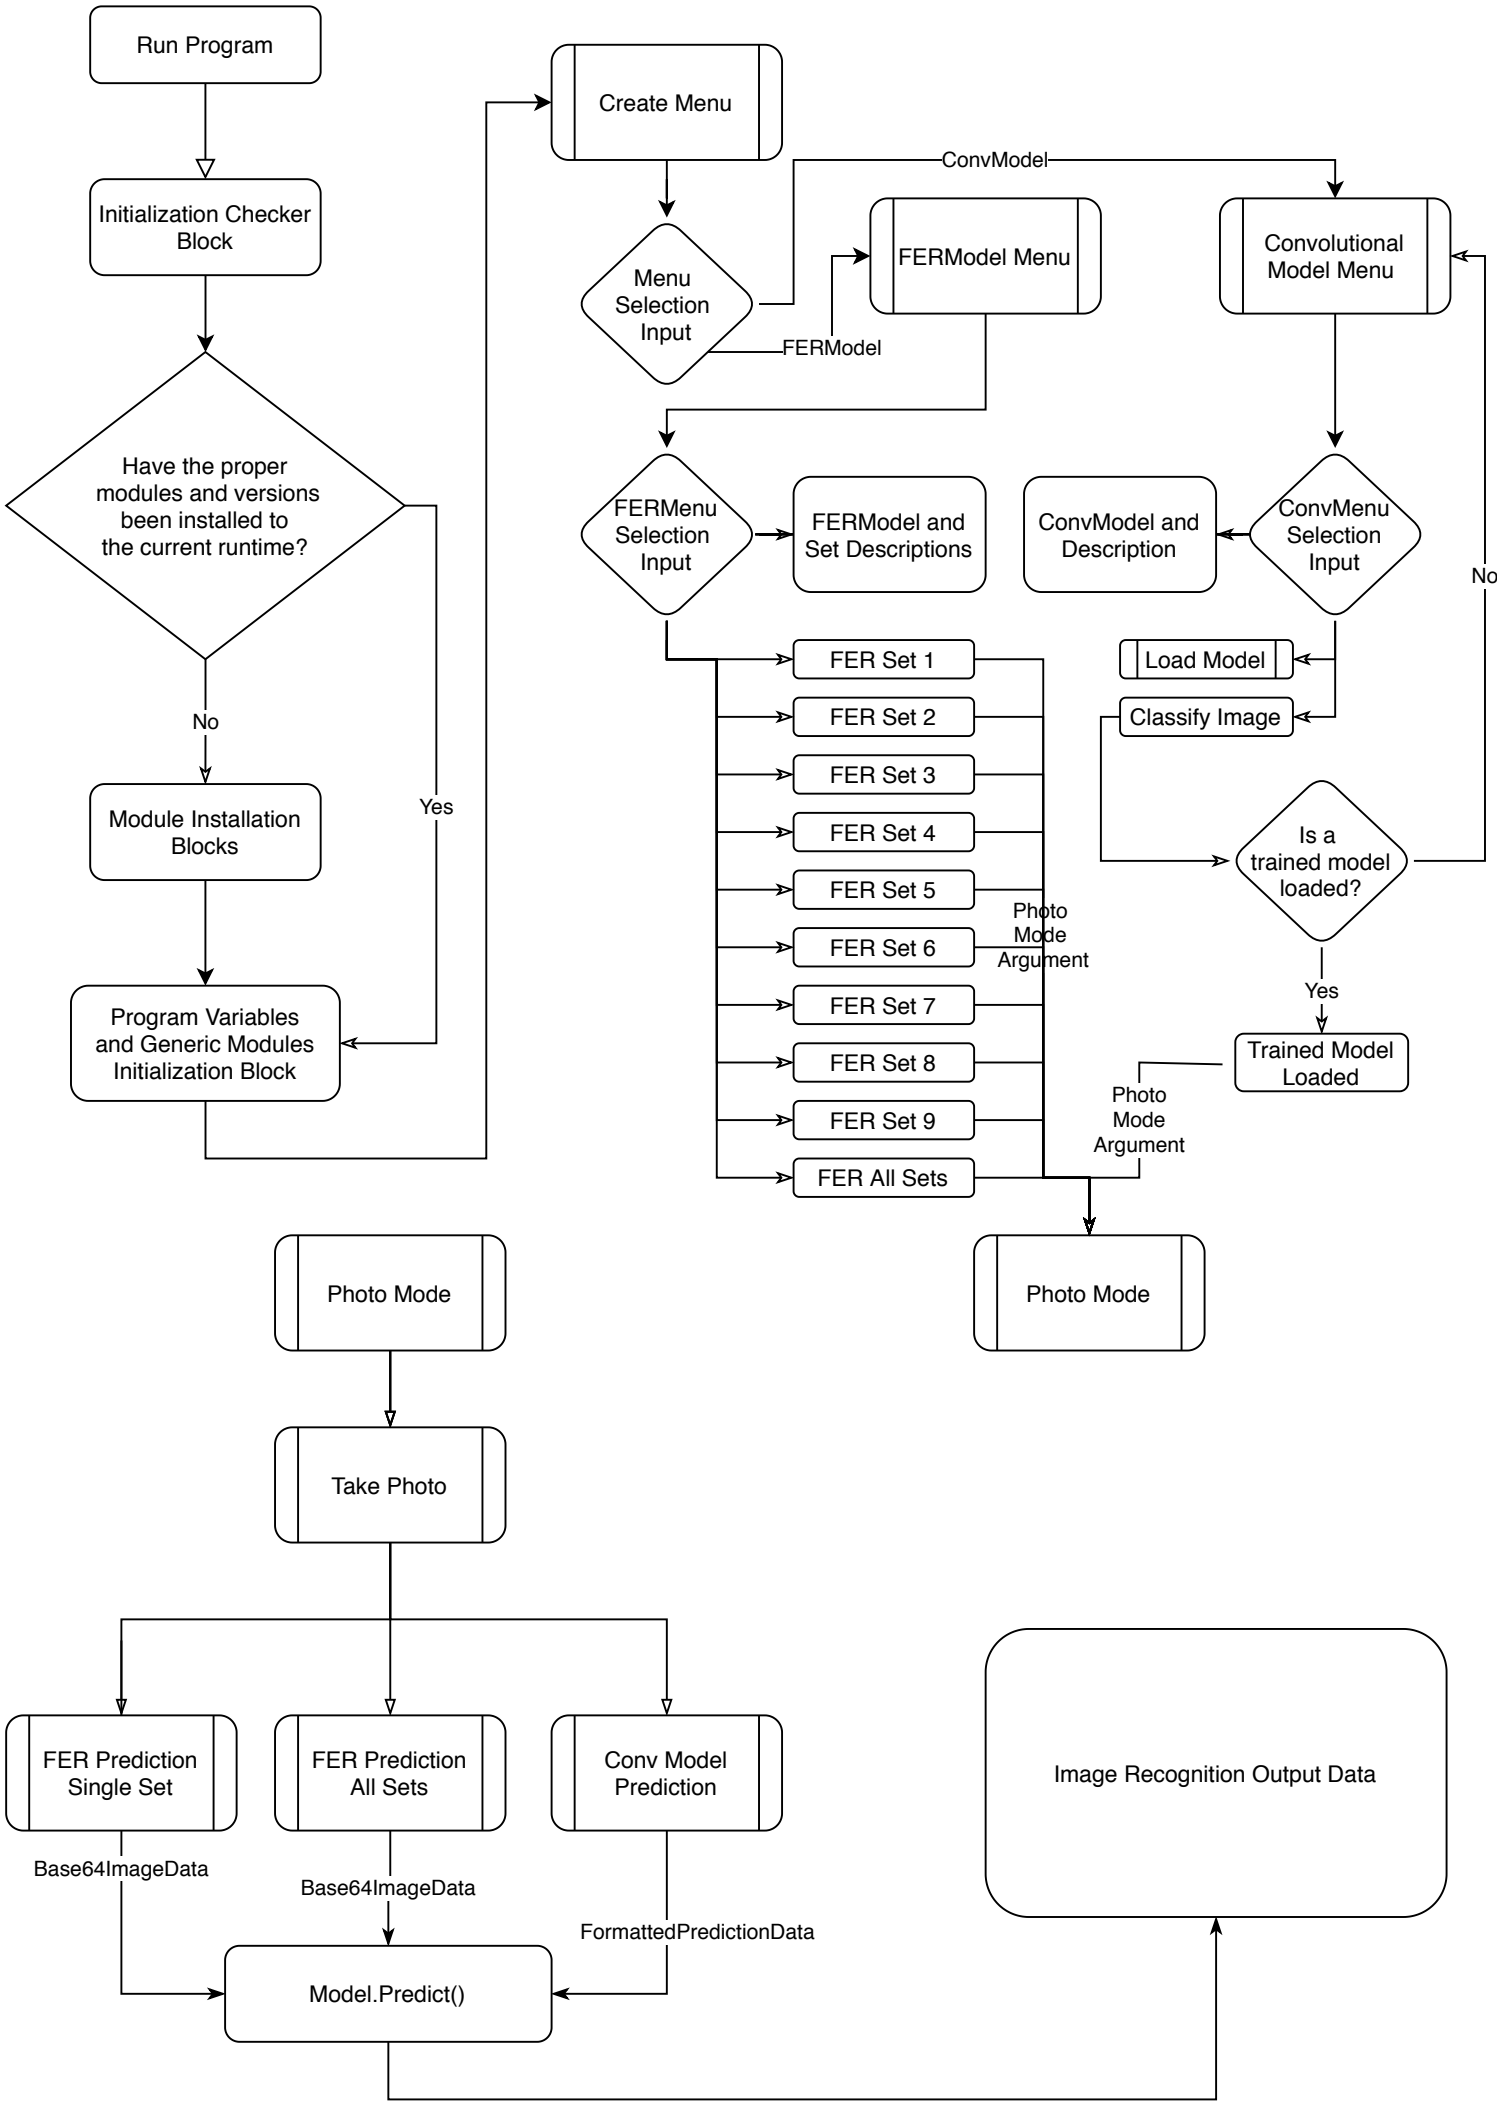 Run Program
Initialization Checker
Block
Have the proper
modules and versions
been installed to
the current runtime?
No
Yes
Module Installation
Blocks
Program Variables
and Generic Modules
Initialization Block
Create Menu
Menu
Selection
Input
ConvModel
FERModel
FERModel Menu
Convolutional
Model Menu
FERMenu
Selection
Input
FERModel and
Set Descriptions
ConvModel and
Description
ConvMenu
Selection
Input
No
FER Set 1
FER Set 2
FER Set 3
FER Set 4
FER Set 5
FER Set 6
FER Set 7
FER Set 8
FER Set 9
FER All Sets
Photo
Mode
Argument
Load Model
Classify Image
Is a
trained model
loaded?
Yes
Trained Model
Loaded
Photo
Mode
Argument
Photo Mode
Photo Mode
Take Photo
FER Prediction
Single Set
FER Prediction
All Sets
Conv Model
Prediction
Base64ImageData
Base64ImageData
FormattedPredictionData
Model.Predict()
Image Recognition Output Data